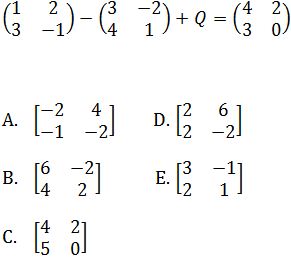 (1 2
3 -1) - (3 -2
4 1) + Q = (4 2
3 0)
A. [-2 4
-1 -2]
D. [2 6
2 -2]
B. [6 -2
4 2]
E. [3 -1
2 1]
C. [4 2
5 0]